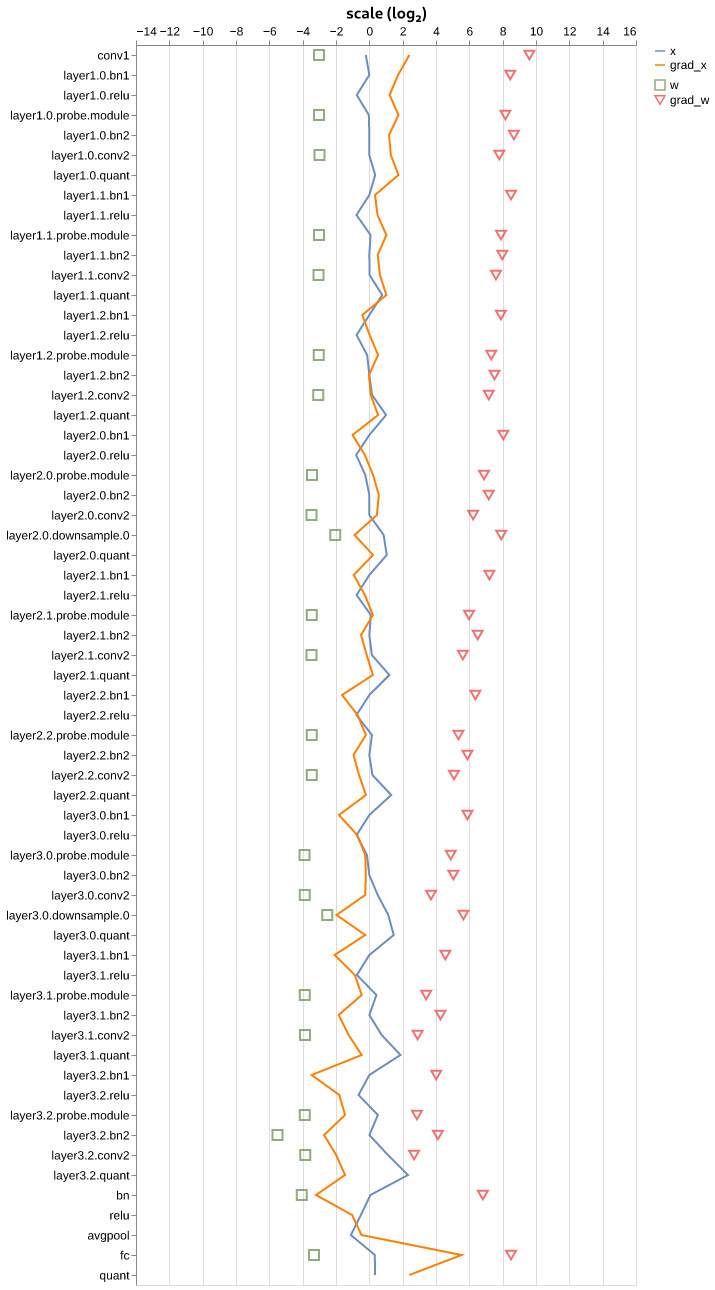 scale (log₂)
−14 −12 −10 −8 −6 −4 −2 0 2 4 6 8 10 12 14 16
x
grad_x
w
grad_w
conv1
layer1.0.bn1
layer1.0.relu
layer1.0.probe.module
layer1.0.bn2
layer1.0.conv2
layer1.0.quant
layer1.1.bn1
layer1.1.relu
layer1.1.probe.module
layer1.1.bn2
layer1.1.conv2
layer1.1.quant
layer1.2.bn1
layer1.2.relu
layer1.2.probe.module
layer1.2.bn2
layer1.2.conv2
layer1.2.quant
layer2.0.bn1
layer2.0.relu
layer2.0.probe.module
layer2.0.bn2
layer2.0.conv2
layer2.0.downsample.0
layer2.0.quant
layer2.1.bn1
layer2.1.relu
layer2.1.probe.module
layer2.1.bn2
layer2.1.conv2
layer2.1.quant
layer2.2.bn1
layer2.2.relu
layer2.2.probe.module
layer2.2.bn2
layer2.2.conv2
layer2.2.quant
layer3.0.bn1
layer3.0.relu
layer3.0.probe.module
layer3.0.bn2
layer3.0.conv2
layer3.0.downsample.0
layer3.0.quant
layer3.1.bn1
layer3.1.relu
layer3.1.probe.module
layer3.1.bn2
layer3.1.conv2
layer3.1.quant
layer3.2.bn1
layer3.2.relu
layer3.2.probe.module
layer3.2.bn2
layer3.2.conv2
layer3.2.quant
bn
relu
avgpool
fc
quant